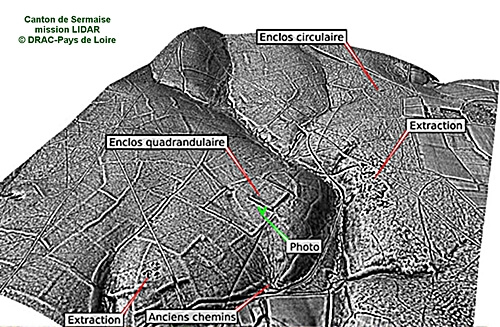 Canton de Sermaise
mission LIDAR
© DRAC-Pays de Loire
Enclos circulaire
Extraction
Enclos quadrandulaire
Photo
Extraction
Anciens chemins